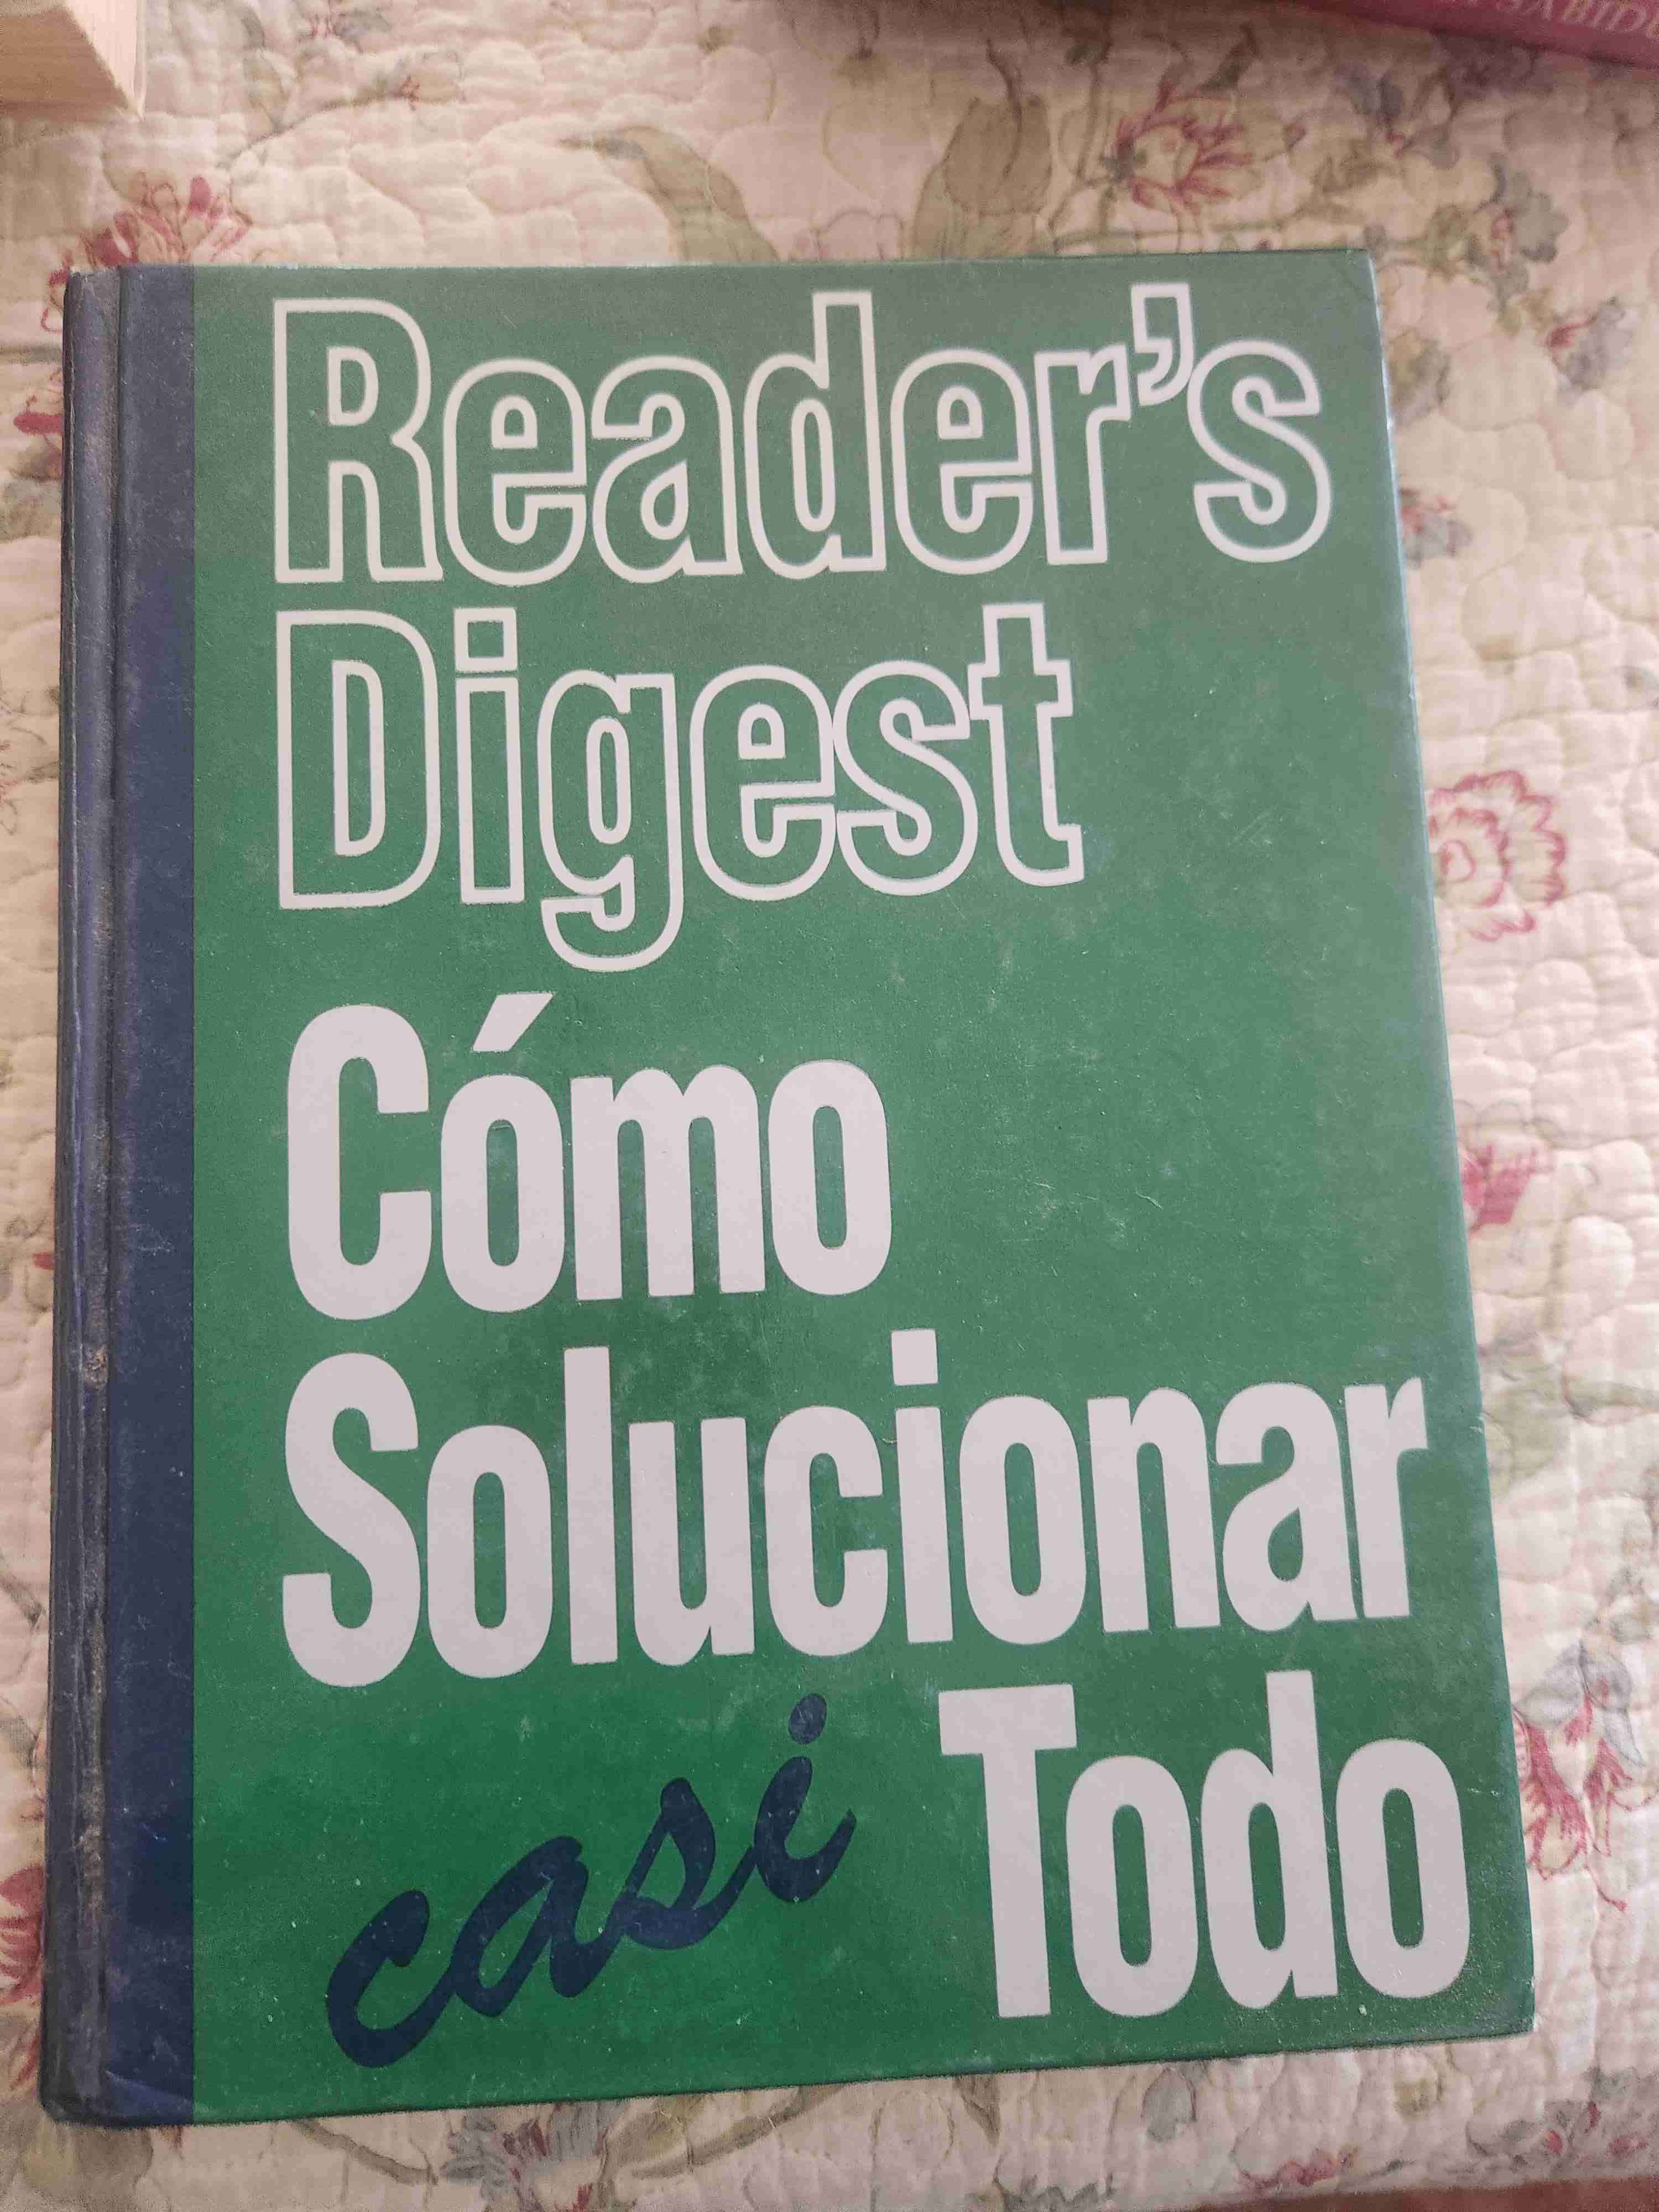 Reader's
Digest
Cómo
Solucionar
casi Todo